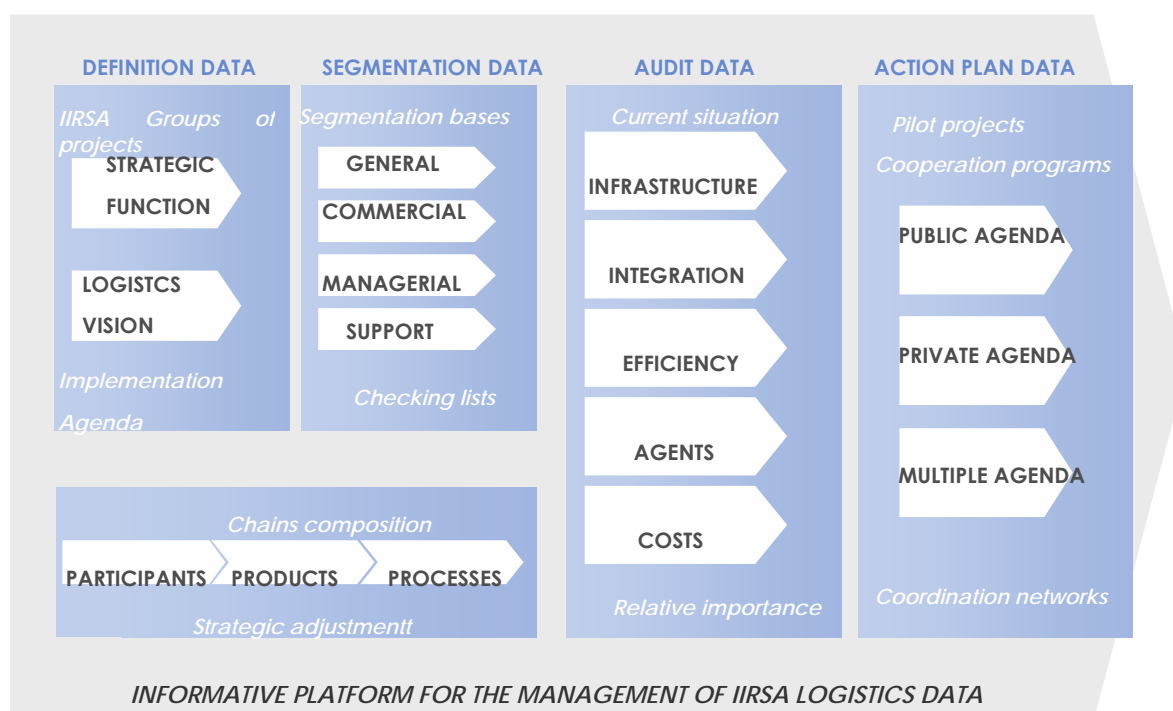 DEFINITION DATA
IIRSA Groups of
projects
STRATEGIC
FUNCTION
LOGISTCS
VISION
Implementation
Agenda
SEGMENTATION DATA
Segmentation bases
GENERAL
COMMERCIAL
MANAGERIAL
SUPPORT
Checking lists
Chains composition
PARTICIPANTS
PRODUCTS
PROCESSES
Strategic adjustmentt
AUDIT DATA
Current situation
INFRASTRUCTURE
INTEGRATION
EFFICIENCY
AGENTS
COSTS
Relative importance
ACTION PLAN DATA
Pilot projects
Cooperation programs
PUBLIC AGENDA
PRIVATE AGENDA
MULTIPLE AGENDA
Coordination networks
INFORMATIVE PLATFORM FOR THE MANAGEMENT OF IIRSA LOGISTICS DATA